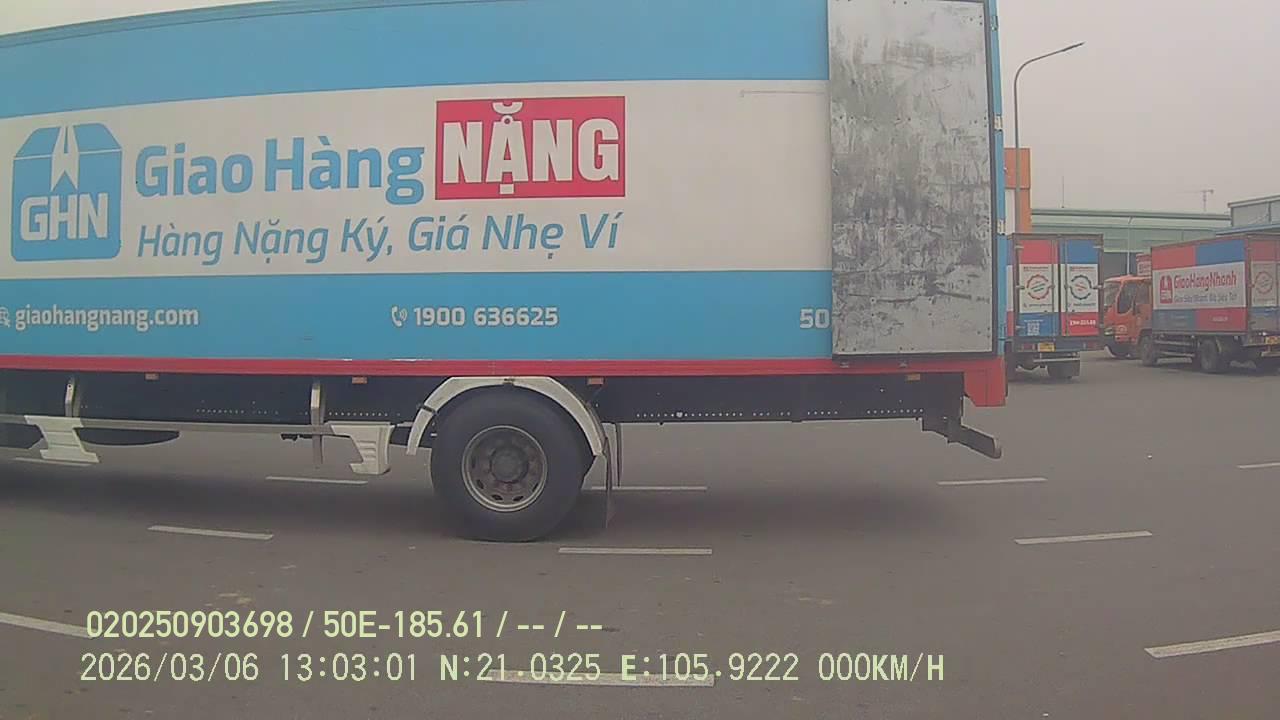 GHN
Giao Hàng NẶNG
Hàng Nặng Ký, Giá Nhẹ Ví
giaohangnang.com
1900 636625
50
GiaoHangNhanh
020250903698 / 50E-185.61 / -- / --
2026/03/06 13:03:01 N:21.0325 E:105.9222 000KM/H